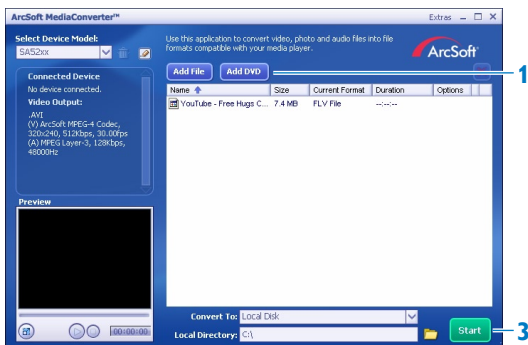 ArcSoft MediaConverter™ Extras
Select Device Model:
SA52xx
Use this application to convert video, photo and audio files into file
formats compatible with your media player.
ArcSoft
Add File Add DVD
1
Connected Device
No device connected.
Video Output:
.AVI
(V) ArcSoft MPEG-4 Codec,
320x240, 512Kbps, 30.00fps
(A) MPEG Layer-3, 128Kbps,
48000Hz
Name Size Current Format Duration Options
YouTube - Free Hugs C... 7.4 MB FLV File --:--:--
Preview
00:00:00
Convert To: Local Disk
Local Directory: C:\
Start
3